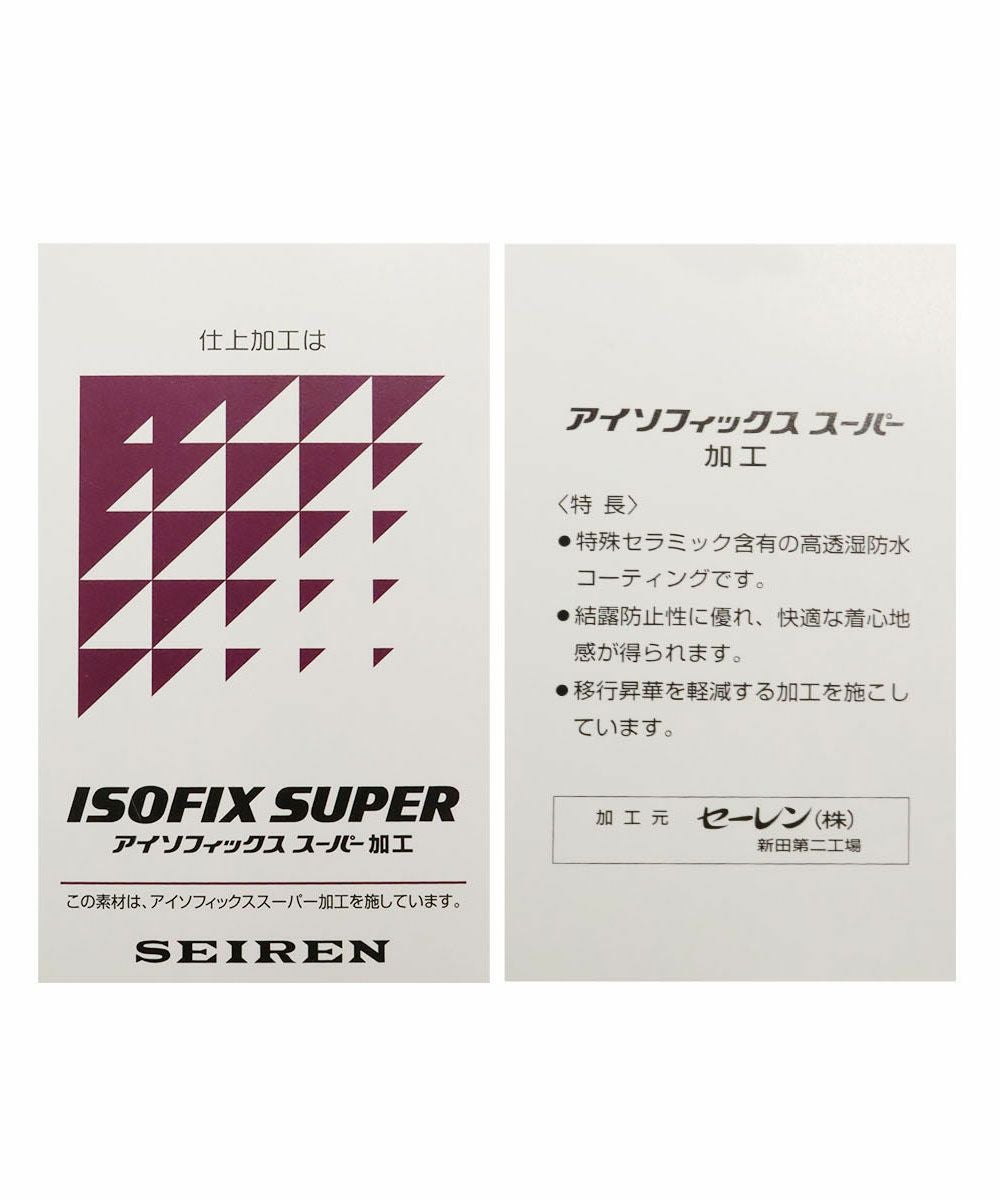 仕上加工は
ISOFIX SUPER
アイソフィックス スーパー加工
この素材は、アイソフィックススーパー加工を施しています。
SEIREN
アイソフィックス スーパー
加工
〈特 長〉
●特殊セラミック含有の高透湿防水
コーティングです。
●結露防止性に優れ、快適な着心地
感が得られます。
●移行昇華を軽減する加工を施こし
ています。
加工元 セーレン(株)
新田第二工場